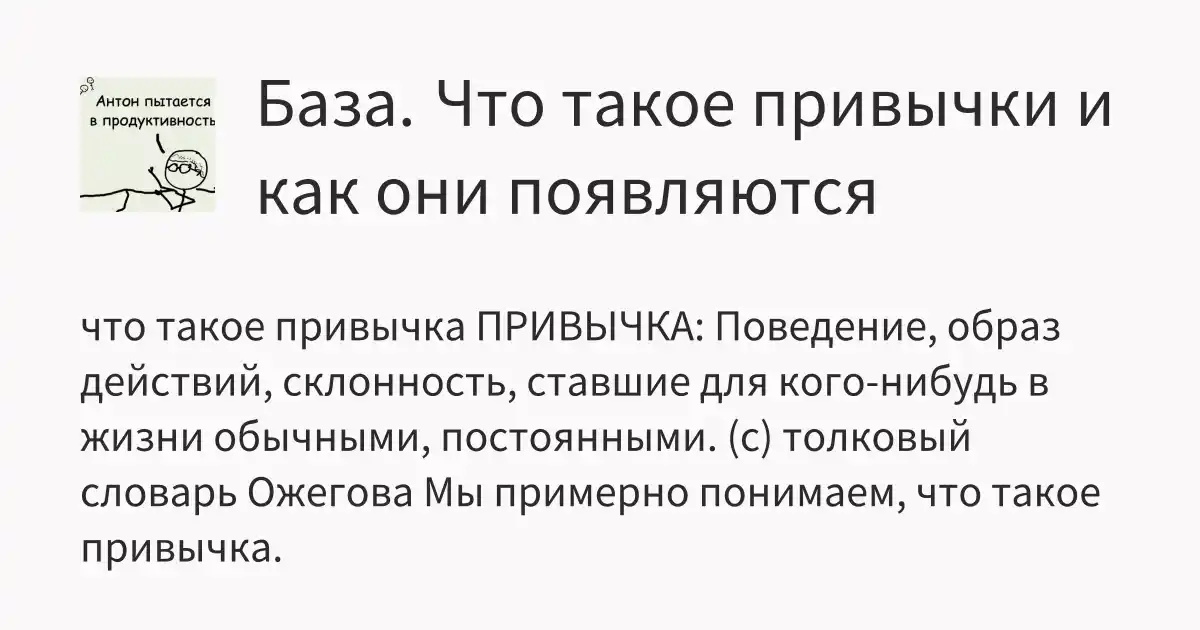 Антон пытается
в продуктивность
База. Что такое привычки и
как они появляются
что такое привычка ПРИВЫЧКА: Поведение, образ
действий, склонность, ставшие для кого-нибудь в
жизни обычными, постоянными. (с) толковый
словарь Ожегова Мы примерно понимаем, что такое
привычка.